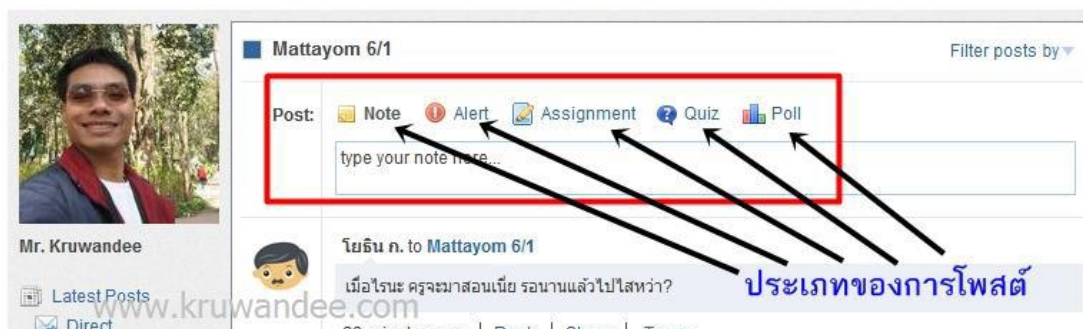 Mattayom 6/1 Filter posts by
Post: Note Alert Assignment Quiz Poll
type your note here...
Mr. Kruwandee
โยธิน ก. to Mattayom 6/1
เมื่อไรนะ ครูจะมาสอนเนี่ย รอนานแล้วไปไสหว่า?
ประเภทของการโพสต์
Latest Posts
www.kruwandee.com
Direct